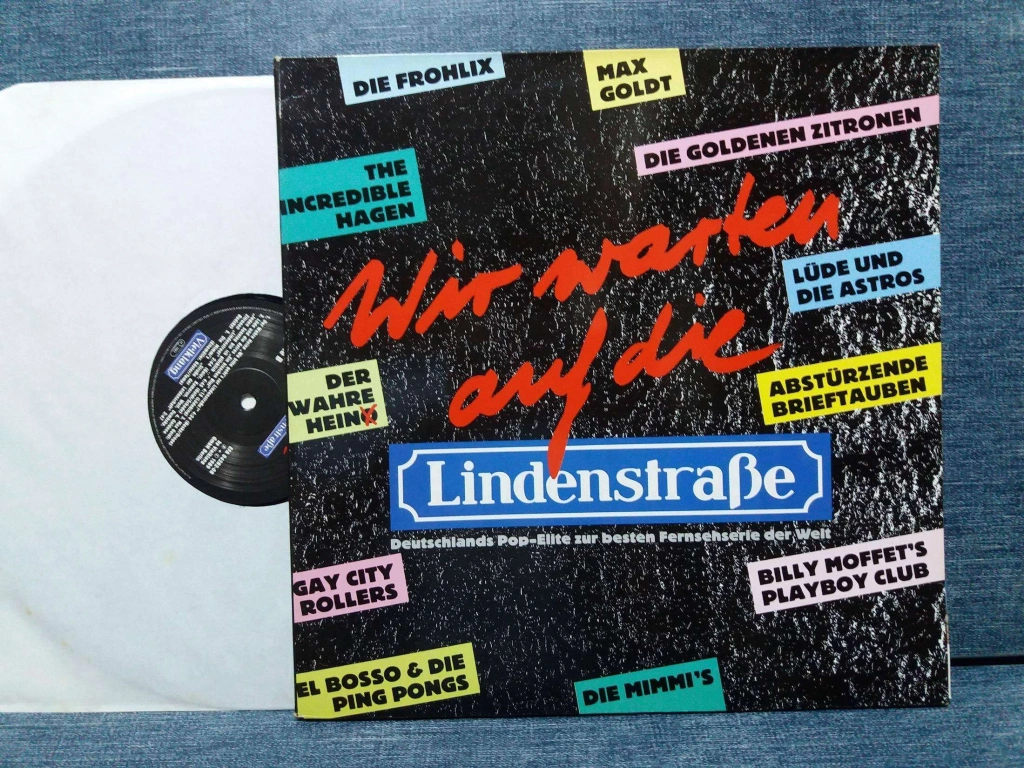 DIE FROHLIX
MAX
GOLDT
DIE GOLDENEN ZITRONEN
THE
INCREDIBLE
HAGEN
Wir warten
auf die
LÜDE UND
DIE ASTROS
DER
WAHRE
HEINO
ABSTÜRZENDE
BRIEFTAUBEN
Lindenstraße
Deutschlands Pop-Elite zur besten Fernsehserie der Welt
GAY CITY
ROLLERS
BILLY MOFFET'S
PLAYBOY CLUB
EL BOSSO & DIE
PING PONGS
DIE MIMMI'S
Vielklang